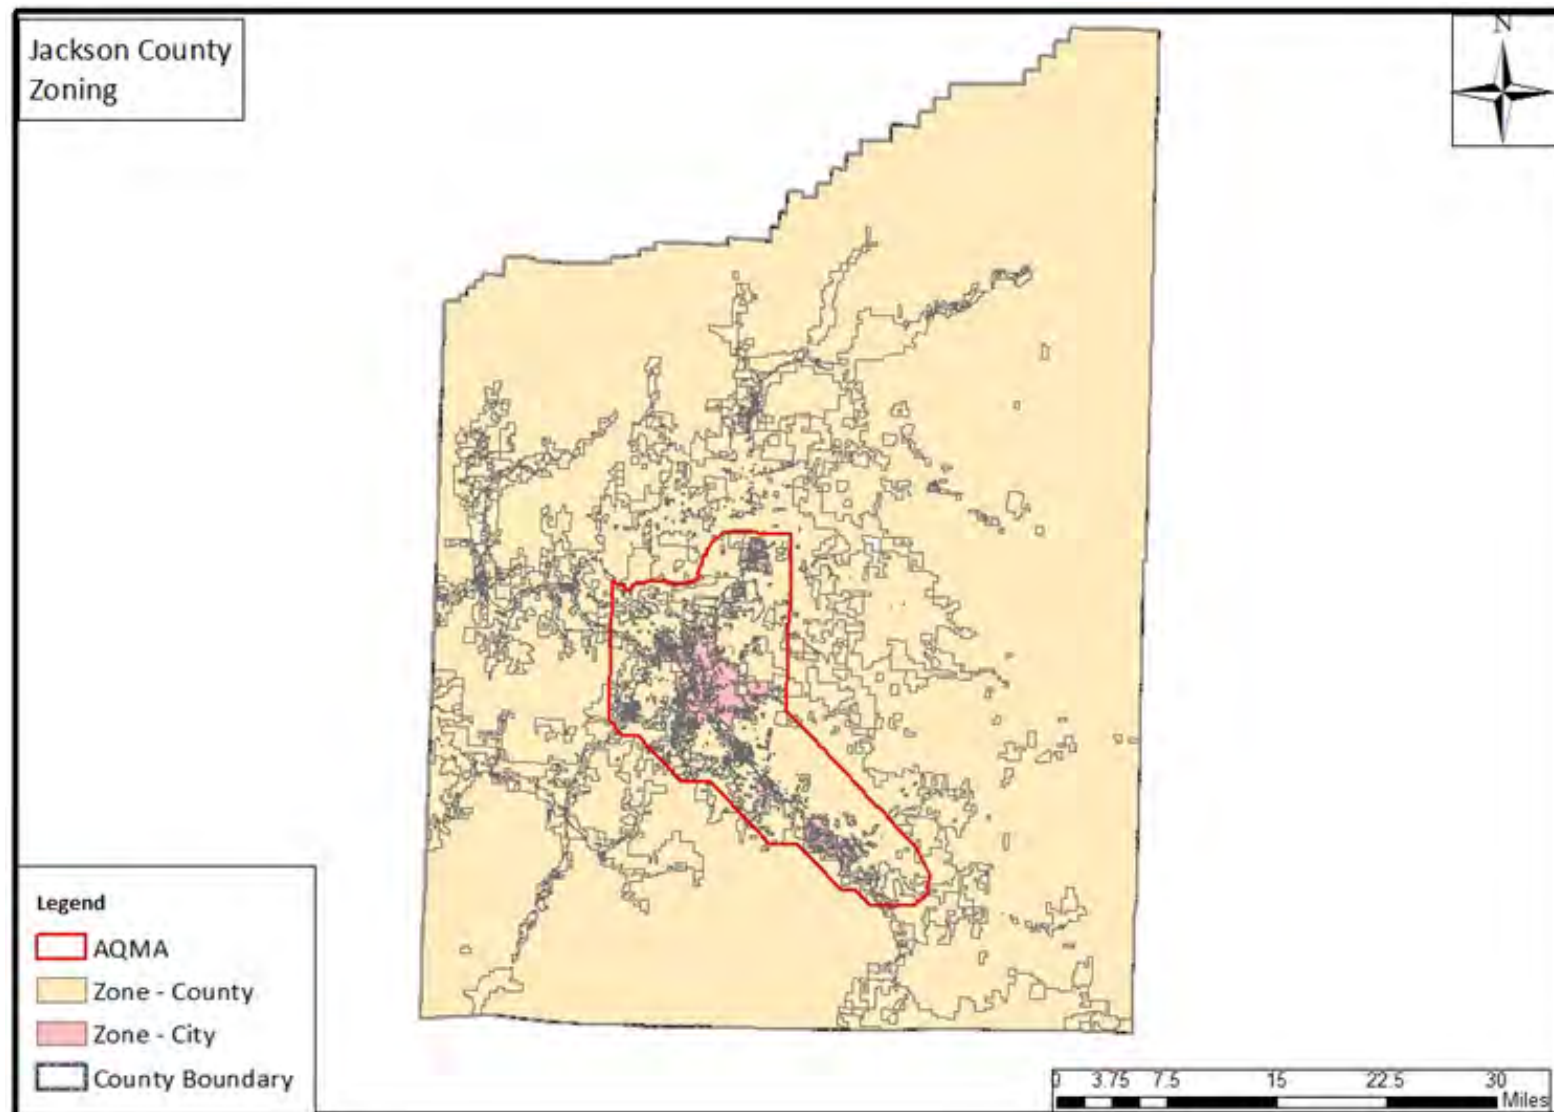 Jackson County
Zoning
N
Legend
AQMA
Zone - County
Zone - City
County Boundary
0 3.75 7.5 15 22.5 30
Miles